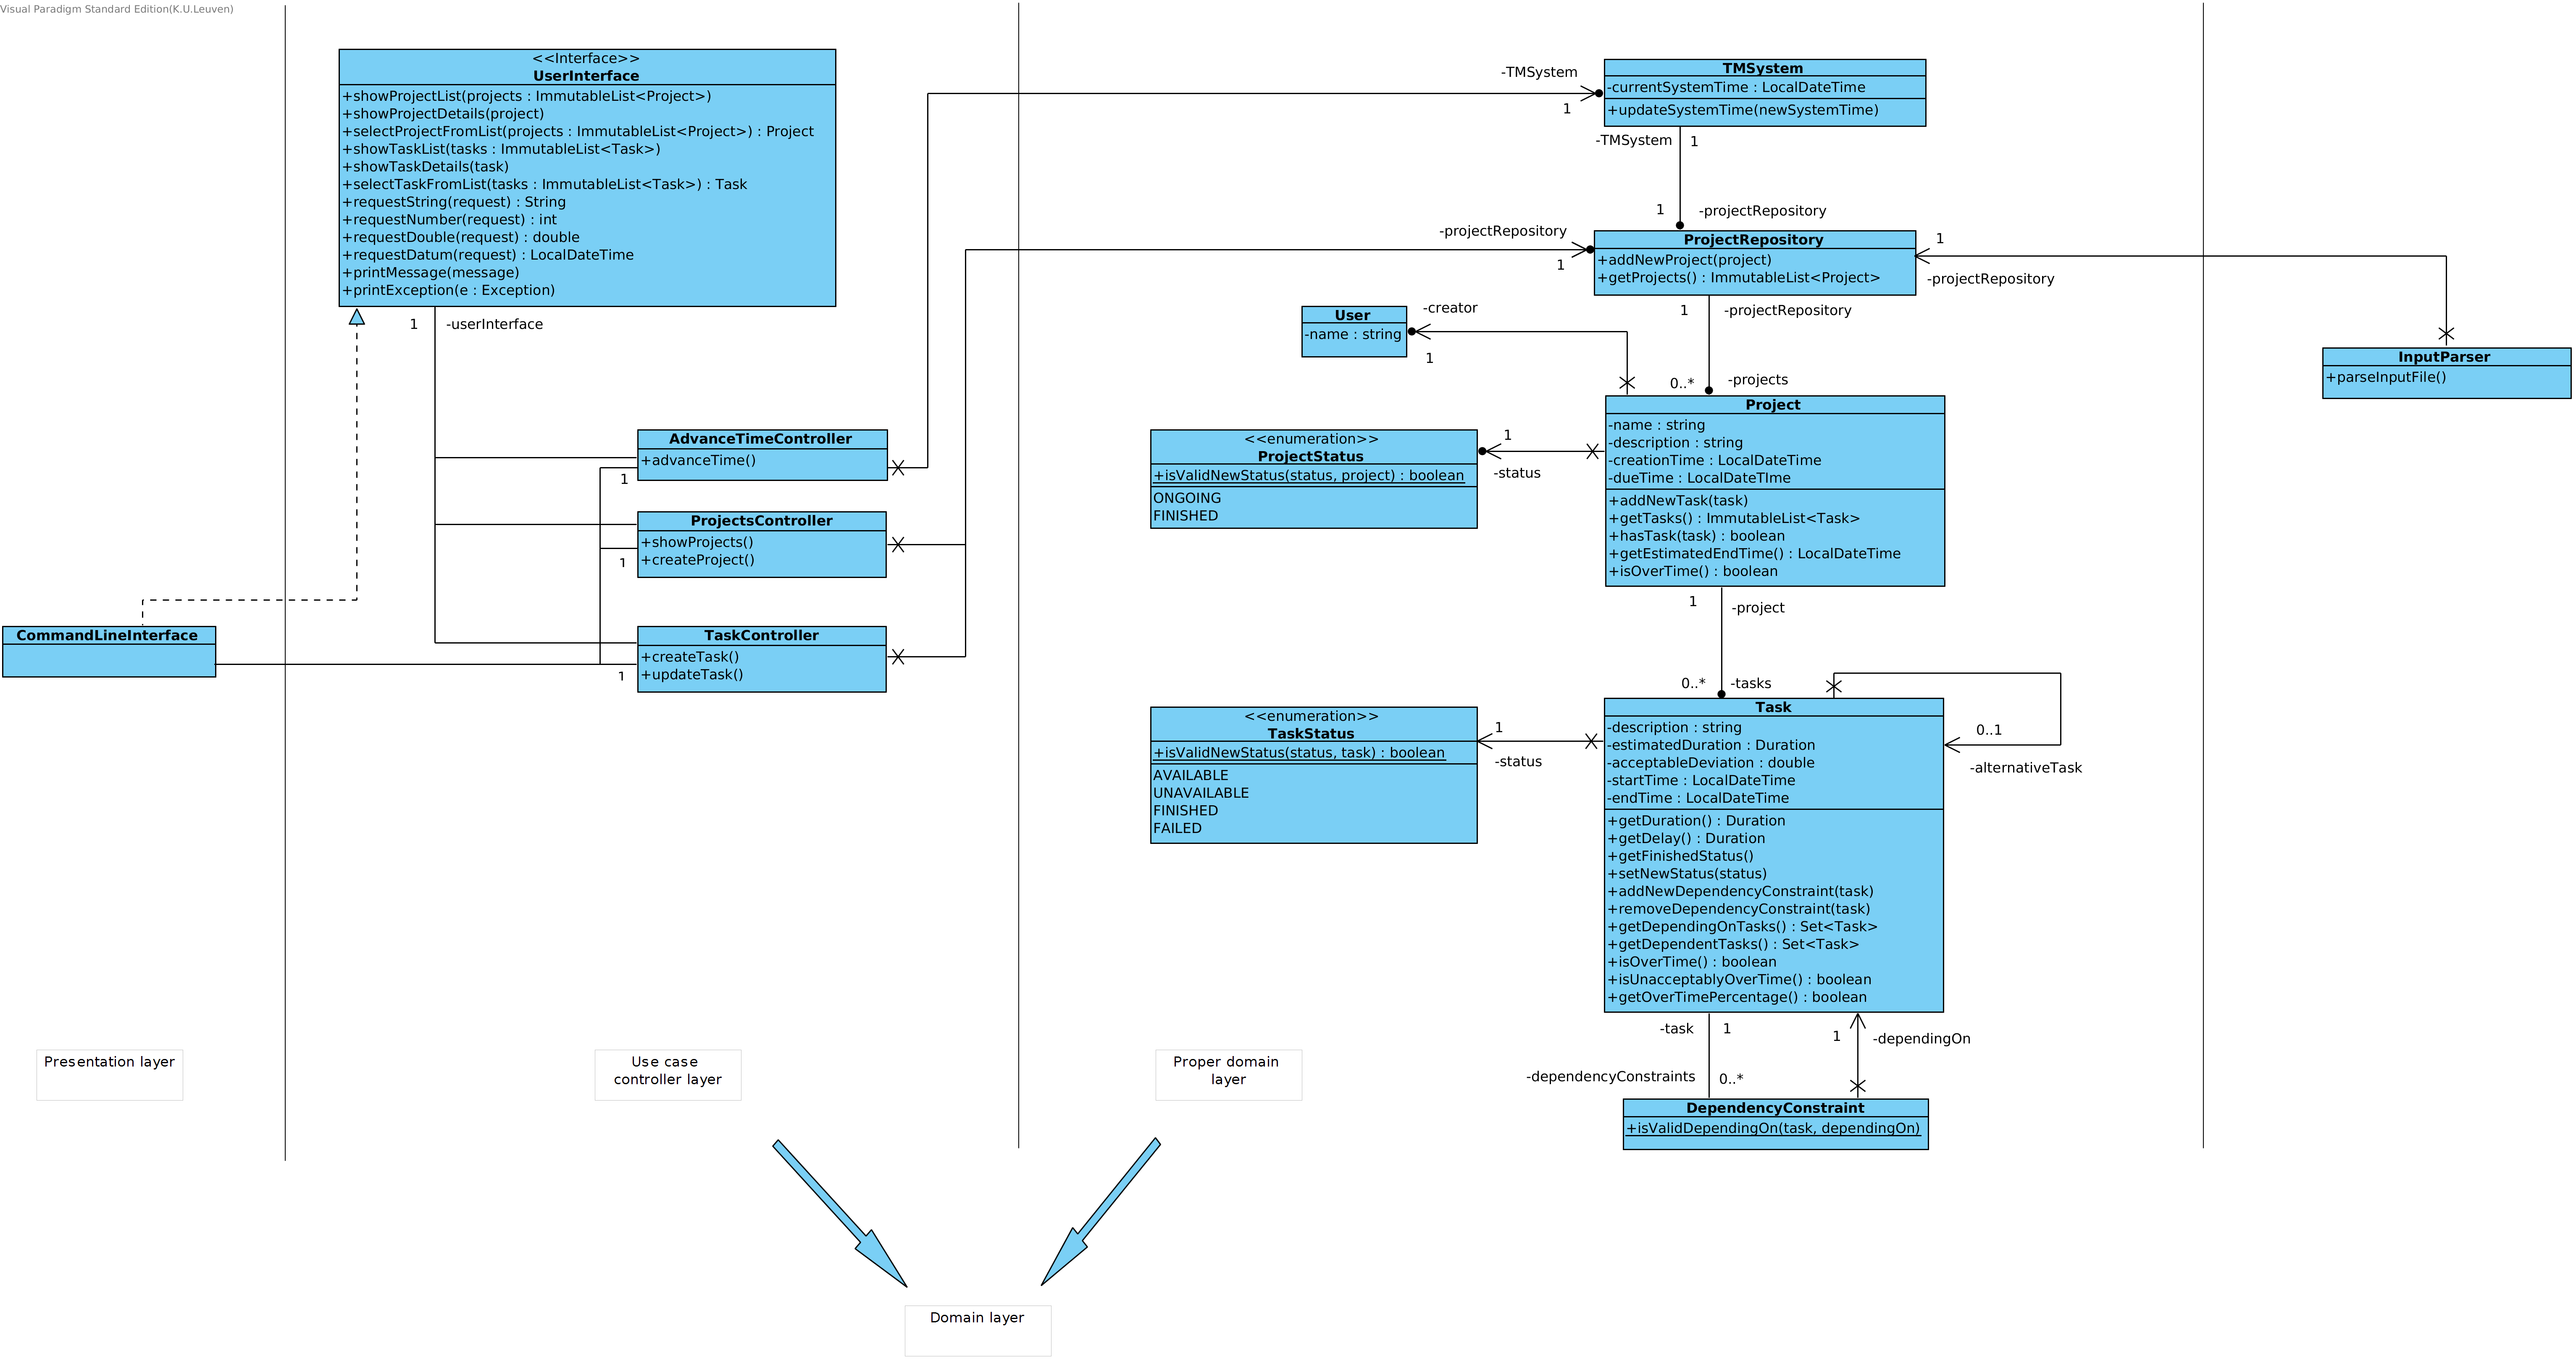 Visual Paradigm Standard Edition(K.U.Leuven)
<<Interface>>
UserInterface
+showProjectList(projects : ImmutableList<Project>)
+showProjectDetails(project)
+selectProjectFromList(projects : ImmutableList<Project>) : Project
+showTaskList(tasks : ImmutableList<Task>)
+showTaskDetails(task)
+selectTaskFromList(tasks : ImmutableList<Task>) : Task
+requestString(request) : String
+requestNumber(request) : int
+requestDouble(request) : double
+requestDatum(request) : LocalDateTime
+printMessage(message)
+printException(e : Exception)
1
-userInterface
AdvanceTimeController
+advanceTime()
1
ProjectsController
+showProjects()
+createProject()
1
TaskController
+createTask()
+updateTask()
1
CommandLineInterface
-TMSystem
1
TMSystem
-currentSystemTime : LocalDateTime
+updateSystemTime(newSystemTime)
-TMSystem
1
1
-projectRepository
-projectRepository
1
ProjectRepository
+addNewProject(project)
+getProjects() : ImmutableList<Project>
1
-projectRepository
1
-projectRepository
InputParser
+parseInputFile()
User
-name : string
-creator
1
0..*
-projects
Project
-name : string
-description : string
-creationTime : LocalDateTime
-dueTime : LocalDateTIme
+addNewTask(task)
+getTasks() : ImmutableList<Task>
+hasTask(task) : boolean
+getEstimatedEndTime() : LocalDateTime
+isOverTime() : boolean
<<enumeration>>
ProjectStatus
+isValidNewStatus(status, project) : boolean
ONGOING
FINISHED
1
-status
1
-project
0..*
-tasks
Task
-description : string
-estimatedDuration : Duration
-acceptableDeviation : double
-startTime : LocalDateTime
-endTime : LocalDateTime
+getDuration() : Duration
+getDelay() : Duration
+getFinishedStatus()
+setNewStatus(status)
+addNewDependencyConstraint(task)
+removeDependencyConstraint(task)
+getDependingOnTasks() : Set<Task>
+getDependentTasks() : Set<Task>
+isOverTime() : boolean
+isUnacceptablyOverTime() : boolean
+getOverTimePercentage() : boolean
0..1
-alternativeTask
<<enumeration>>
TaskStatus
+isValidNewStatus(status, task) : boolean
AVAILABLE
UNAVAILABLE
FINISHED
FAILED
1
-status
-task
1
1
-dependingOn
-dependencyConstraints
0..*
DependencyConstraint
+isValidDependingOn(task, dependingOn)
Presentation layer
Use case
controller layer
Proper domain
layer
Domain layer